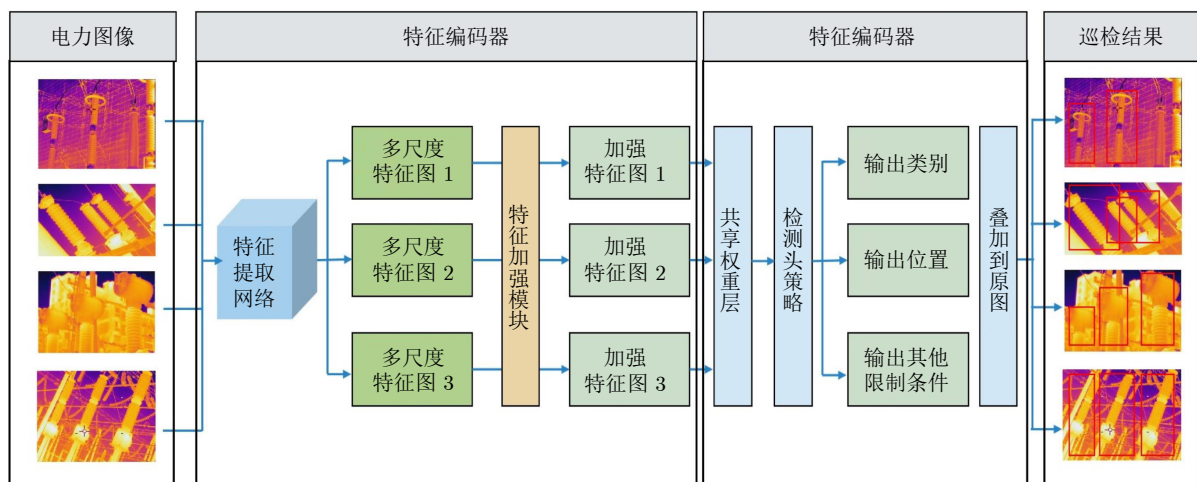 电力图像
特征编码器
特征编码器
巡检结果
特征
提取
网络
多尺度
特征图 1
多尺度
特征图 2
多尺度
特征图 3
特征加强模块
加强
特征图 1
加强
特征图 2
加强
特征图 3
共享权重层
检测头策略
输出类别
输出位置
输出其他
限制条件
叠加到原图